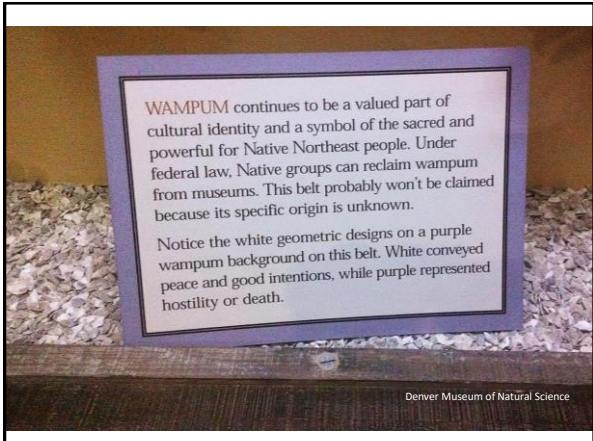 WAMPUM continues to be a valued part of
cultural identity and a symbol of the sacred and
powerful for Native Northeast people. Under
federal law, Native groups can reclaim wampum
from museums. This belt probably won't be claimed
because its specific origin is unknown.
Notice the white geometric designs on a purple
wampum background on this belt. White conveyed
peace and good intentions, while purple represented
hostility or death.
Denver Museum of Natural Science